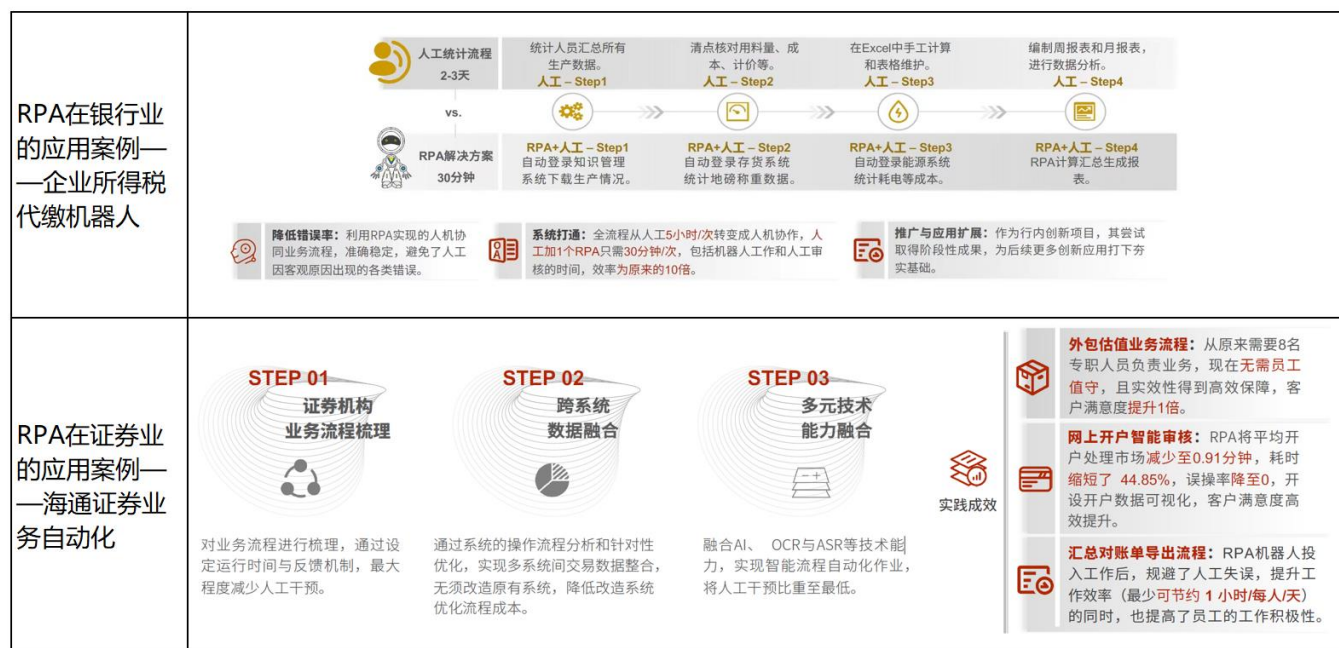 RPA在银行业
的应用案例—
—企业所得税
代缴机器人
人工统计流程
2-3天
vs.
RPA解决方案
30分钟
统计人员汇总所有
生产数据。
人工 – Step1
清点核对用料量、成
本、计价等。
人工 – Step2
在Excel中手工计算
和表格维护。
人工 – Step3
编制周报表和月报表，
进行数据分析。
人工 – Step4
RPA+人工 – Step1
自动登录知识管理
系统下载生产情况。
RPA+人工 – Step2
自动登录存货系统
统计地磅称重数据。
RPA+人工 – Step3
自动登录能源系统
统计耗电等成本。
RPA+人工 – Step4
RPA计算汇总生成报
表。
降低错误率：利用RPA实现的人机协
同业务流程，准确稳定，避免了人工
因客观原因出现的各类错误。
Q
A
系统打通：全流程从人工5小时/次转变成人机协作，人
工加1个RPA只需30分钟/次，包括机器人工作和人工审
核的时间，效率为原来的10倍。
推广与应用扩展：作为行内创新项目，其尝试
取得阶段性成果，为后续更多创新应用打下夯
实基础。
RPA在证券业
的应用案例—
—海通证券业
务自动化
STEP 01
证券机构
业务流程梳理
对业务流程进行梳理，通过设
定运行时间与反馈机制，最大
程度减少人工干预。
STEP 02
跨系统
数据融合
通过系统的操作流程分析和针对性
优化，实现多系统间交易数据整合，
无须改造原有系统，降低改造系统
优化流程成本。
STEP 03
多元技术
能力融合
融合AI、 OCR与ASR等技术能
力，实现智能流程自动化作业，
将人工干预比重至最低。
实践成效
外包估值业务流程：从原来需要8名
专职人员负责业务，现在无需员工
值守，且实效性得到高效保障，客
户满意度提升1倍。
网上开户智能审核：RPA将平均开
户处理市场减少至0.91分钟，耗时
缩短了 44.85%，误操率降至0，开
设开户数据可视化，客户满意度高
效提升。
汇总对账单导出流程：RPA机器人投
入工作后，规避了人工失误，提升工
作效率（最少可节约 1 小时/每人/天）
的同时，也提高了员工的工作积极性。